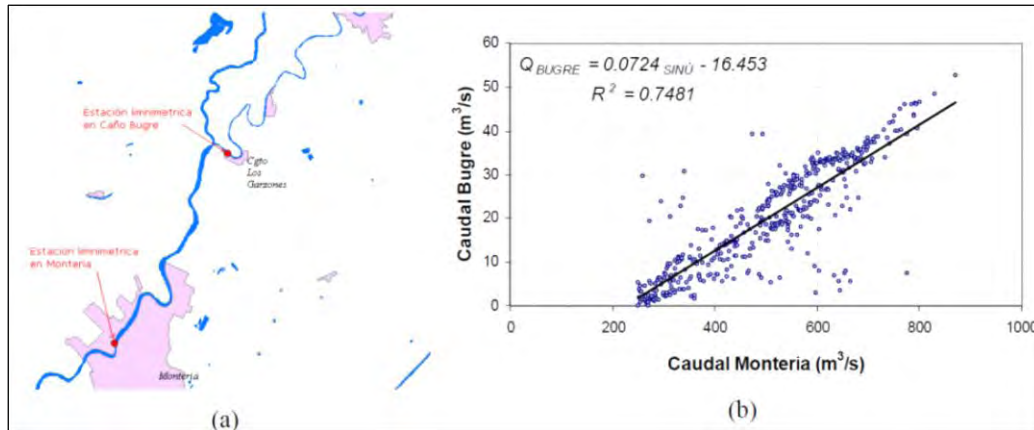 Estación limnimetrica
en Caño Bugre
Cgto
Los
Garzones
Estación limnimetrica
en Monteria
Monteria
(a)
Q BUGRE = 0.0724 SINÚ - 16.453
R² = 0.7481
Caudal Bugre (m³/s)
60
50
40
30
20
10
0
0 200 400 600 800 1000
Caudal Monteria (m³/s)
(b)